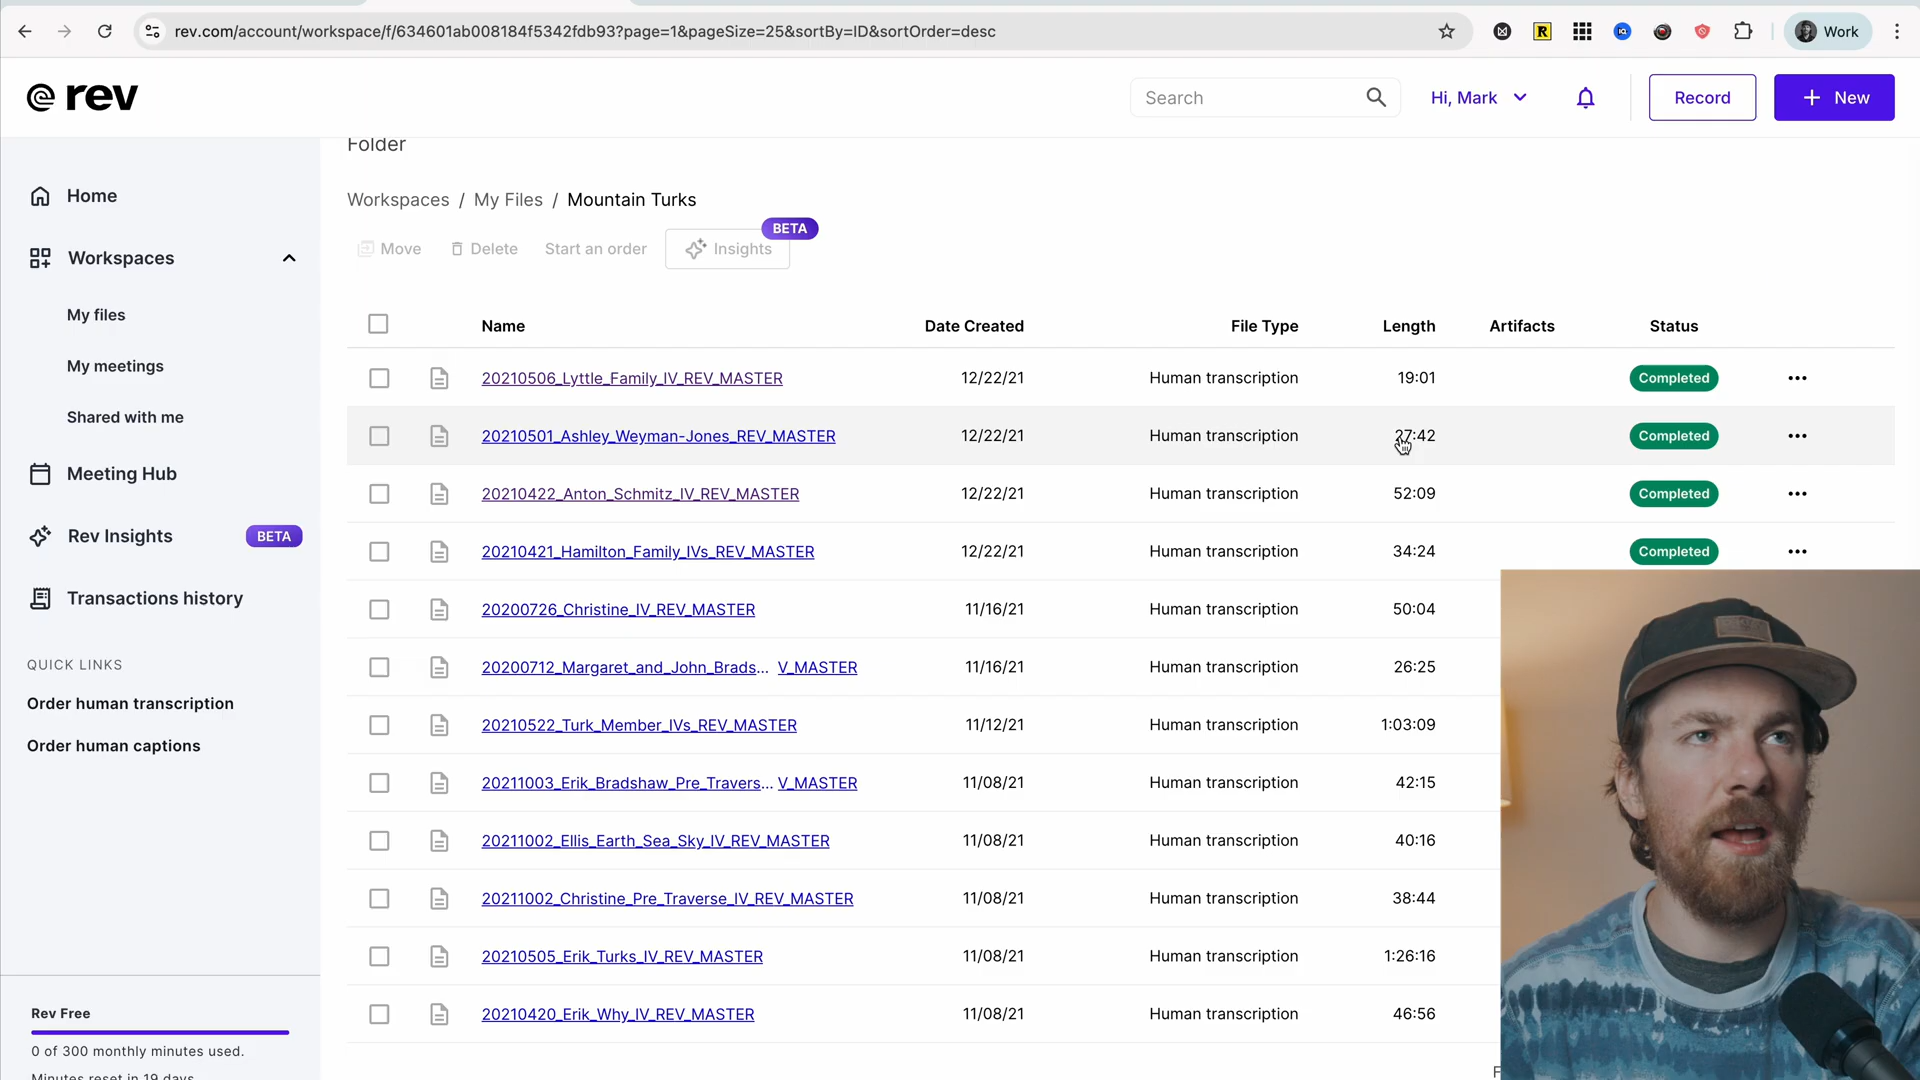 rev.com/account/workspace/f/634601ab008184f5342fdb93?page=1&pageSize=25&sortBy=ID&sortOrder=desc
Work
rev
Search
Hi, Mark
Record
+ New
Folder
Home
Workspaces / My Files / Mountain Turks
BETA
Move Delete Start an order Insights
Workspaces
My files
My meetings
Shared with me
Meeting Hub
Rev Insights BETA
Transactions history
QUICK LINKS
Order human transcription
Order human captions
Rev Free
0 of 300 monthly minutes used.
Minutes reset in 19 days
Name Date Created File Type Length Artifacts Status
20210506_Lyttle_Family_IV_REV_MASTER 12/22/21 Human transcription 19:01 Completed
20210501_Ashley_Weyman-Jones_REV_MASTER 12/22/21 Human transcription 27:42 Completed
20210422_Anton_Schmitz_IV_REV_MASTER 12/22/21 Human transcription 52:09 Completed
20210421_Hamilton_Family_IVs_REV_MASTER 12/22/21 Human transcription 34:24 Completed
20200726_Christine_IV_REV_MASTER 11/16/21 Human transcription 50:04
20200712_Margaret_and_John_Brads... V_MASTER 11/16/21 Human transcription 26:25
20210522_Turk_Member_IVs_REV_MASTER 11/12/21 Human transcription 1:03:09
20211003_Erik_Bradshaw_Pre_Travers... V_MASTER 11/08/21 Human transcription 42:15
20211002_Ellis_Earth_Sea_Sky_IV_REV_MASTER 11/08/21 Human transcription 40:16
20211002_Christine_Pre_Traverse_IV_REV_MASTER 11/08/21 Human transcription 38:44
20210505_Erik_Turks_IV_REV_MASTER 11/08/21 Human transcription 1:26:16
20210420_Erik_Why_IV_REV_MASTER 11/08/21 Human transcription 46:56